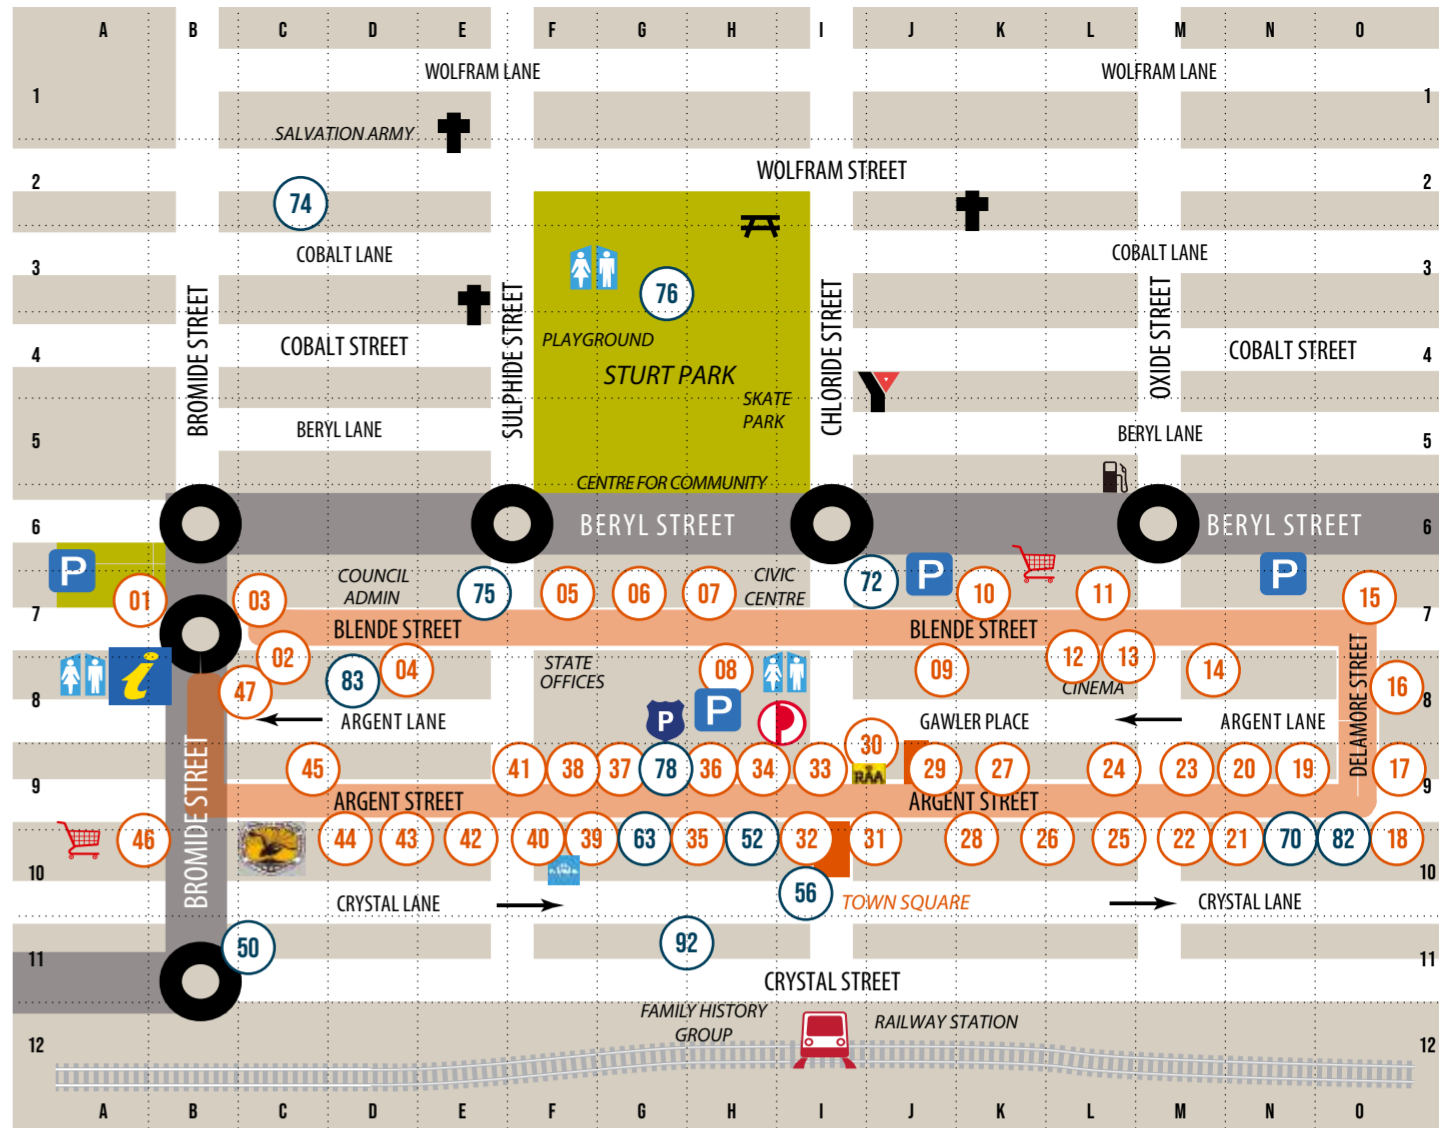 A B C D E F G H I J K L M N O
WOLFRAM LANE WOLFRAM LANE
1 1
SALVATION ARMY
WOLFRAM STREET
2 2
74
COBALT LANE COBALT LANE
3 3
76
BROMIDE STREET
SULPHIDE STREET
CHLORIDE STREET
OXIDE STREET
PLAYGROUND
COBALT STREET COBALT STREET
4 4
STURT PARK
SKATE
PARK
BERYL LANE BERYL LANE
5 5
CENTRE FOR COMMUNITY
6 BERYL STREET BERYL STREET 6
P
COUNCIL
ADMIN
CIVIC
CENTRE
P P
01 03 75 05 06 07 72 10 11 15
7 7
BLENDE STREET BLENDE STREET
02 47 83 04
STATE
OFFICES
08 09 12 13 14 16
CINEMA
i
DELAMORE STREET
8 8
P P
ARGENT LANE GAWLER PLACE ARGENT LANE
30
RAA
45 41 38 37 78 36 34 33 29 27 24 23 20 19 17
9 9
BROMIDE STREET
ARGENT STREET ARGENT STREET
46 44 43 42 40 39 63 35 52 32 31 28 26 25 22 21 70 82 18
10 10
56
TOWN SQUARE
CRYSTAL LANE CRYSTAL LANE
50 92
11 11
CRYSTAL STREET
FAMILY HISTORY
GROUP
RAILWAY STATION
12 12
A B C D E F G H I J K L M N O